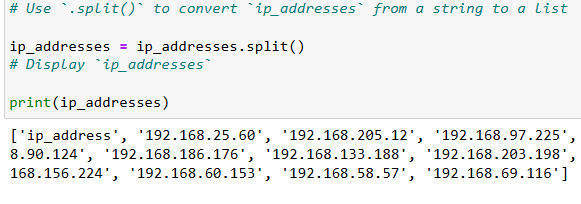 # Use `.split()` to convert `ip_addresses` from a string to a list
ip_addresses = ip_addresses.split()
# Display `ip_addresses`
print(ip_addresses)
['ip_address', '192.168.25.60', '192.168.205.12', '192.168.97.225',
8.90.124', '192.168.186.176', '192.168.133.188', '192.168.203.198',
168.156.224', '192.168.60.153', '192.168.58.57', '192.168.69.116']